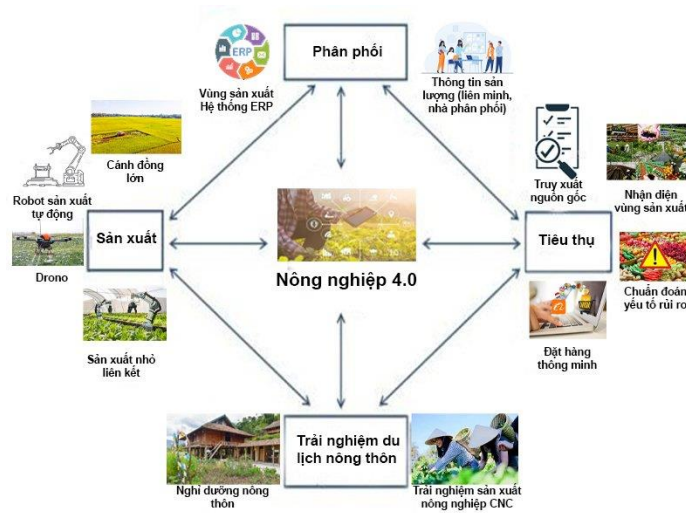 ERP
Phân phối
Vùng sản xuất
Hệ thống ERP
Thông tin sản
lượng (liên minh,
nhà phân phối)
Cánh đồng
lớn
Robot sản xuất
tự động
Truy xuất
nguồn gốc
Nhận diện
vùng sản xuất
Sản xuất
Drono
Nông nghiệp 4.0
Tiêu thụ
Chuẩn đoán
yếu tố rủi ro
Sản xuất nhỏ
liên kết
Đặt hàng
thông minh
Trải nghiệm du
lịch nông thôn
Nghỉ dưỡng nông
thôn
Trải nghiệm sản xuất
nông nghiệp CNC